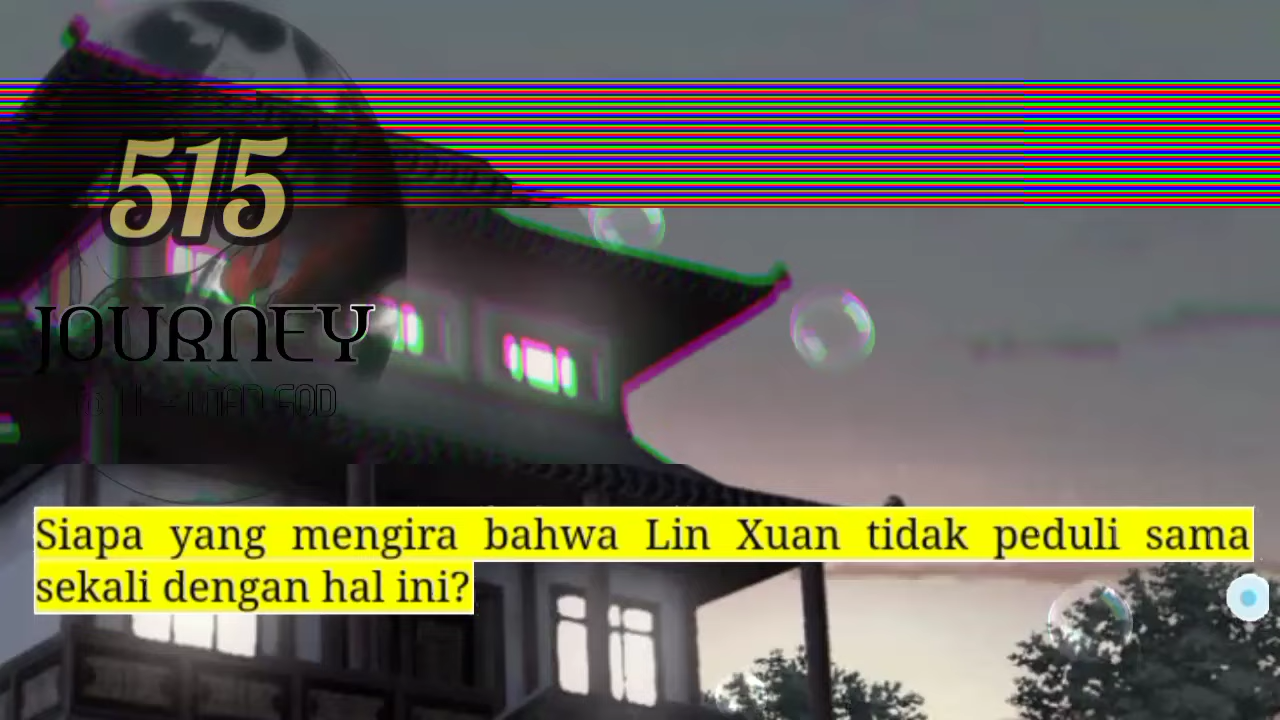 515
JOURNEY
Siapa yang mengira bahwa Lin Xuan tidak peduli sama
sekali dengan hal ini?